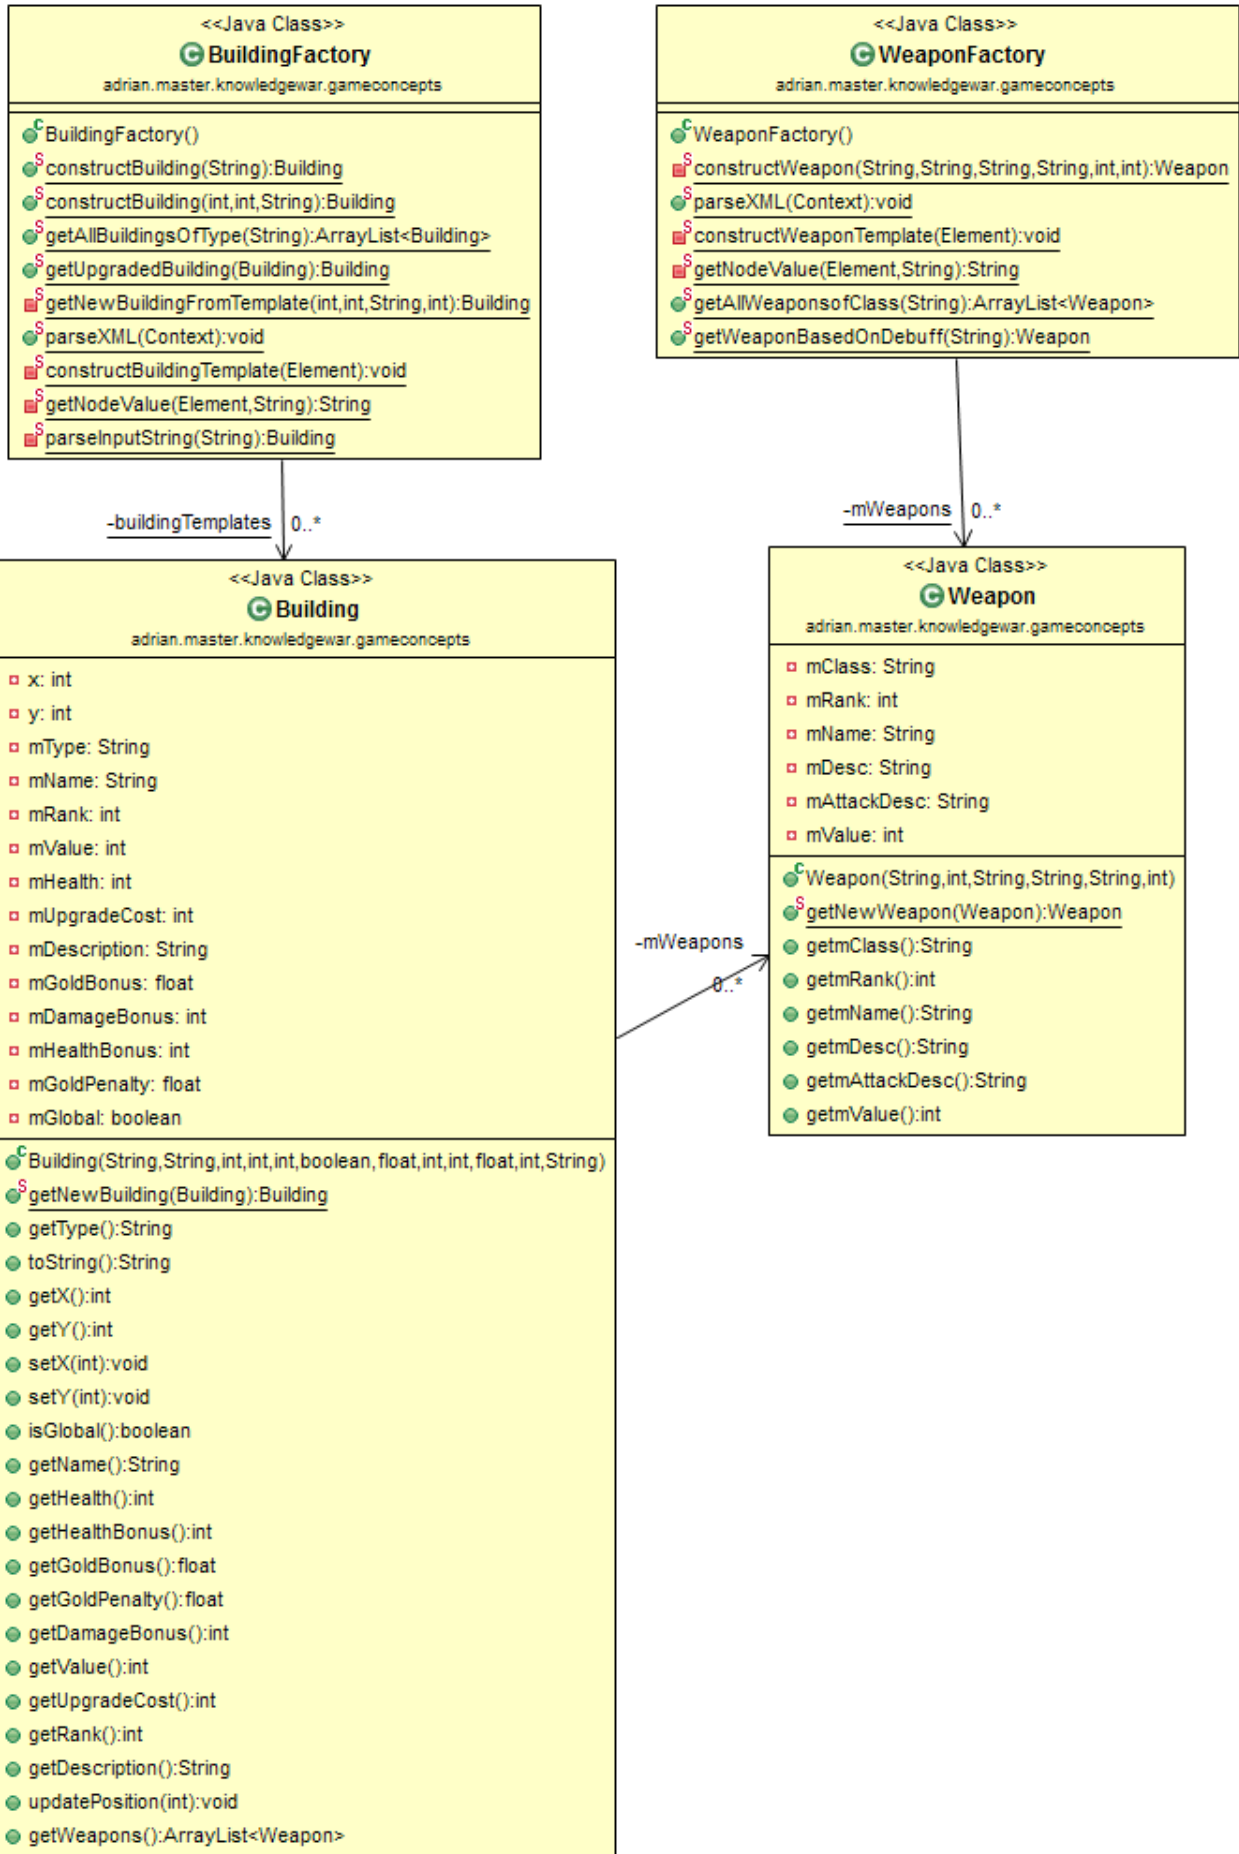 <<Java Class>>
BuildingFactory
adrian.master.knowledgewar.gameconcepts
BuildingFactory()
constructBuilding(String):Building
constructBuilding(int,int,String):Building
getAllBuildingsOfType(String):ArrayList<Building>
getUpgradedBuilding(Building):Building
getNewBuildingFromTemplate(int,int,String,int):Building
parseXML(Context):void
constructBuildingTemplate(Element):void
getNodeValue(Element,String):String
parseInputString(String):Building
<<Java Class>>
WeaponFactory
adrian.master.knowledgewar.gameconcepts
WeaponFactory()
constructWeapon(String,String,String,String,int,int):Weapon
parseXML(Context):void
constructWeaponTemplate(Element):void
getNodeValue(Element,String):String
getAllWeaponsofClass(String):ArrayList<Weapon>
getWeaponBasedOnDebuff(String):Weapon
-buildingTemplates 0..*
-mWeapons 0..*
<<Java Class>>
Building
adrian.master.knowledgewar.gameconcepts
x: int
y: int
mType: String
mName: String
mRank: int
mValue: int
mHealth: int
mUpgradeCost: int
mDescription: String
mGoldBonus: float
mDamageBonus: int
mHealthBonus: int
mGoldPenalty: float
mGlobal: boolean
Building(String,String,int,int,int,boolean,float,int,int,float,int,String)
getNewBuilding(Building):Building
getType():String
toString():String
getX():int
getY():int
setX(int):void
setY(int):void
isGlobal():boolean
getName():String
getHealth():int
getHealthBonus():int
getGoldBonus():float
getGoldPenalty():float
getDamageBonus():int
getValue():int
getUpgradeCost():int
getRank():int
getDescription():String
updatePosition(int):void
getWeapons():ArrayList<Weapon>
-mWeapons
0..*
<<Java Class>>
Weapon
adrian.master.knowledgewar.gameconcepts
mClass: String
mRank: int
mName: String
mDesc: String
mAttackDesc: String
mValue: int
Weapon(String,int,String,String,String,int)
getNewWeapon(Weapon):Weapon
getmClass():String
getmRank():int
getmName():String
getmDesc():String
getmAttackDesc():String
getmValue():int